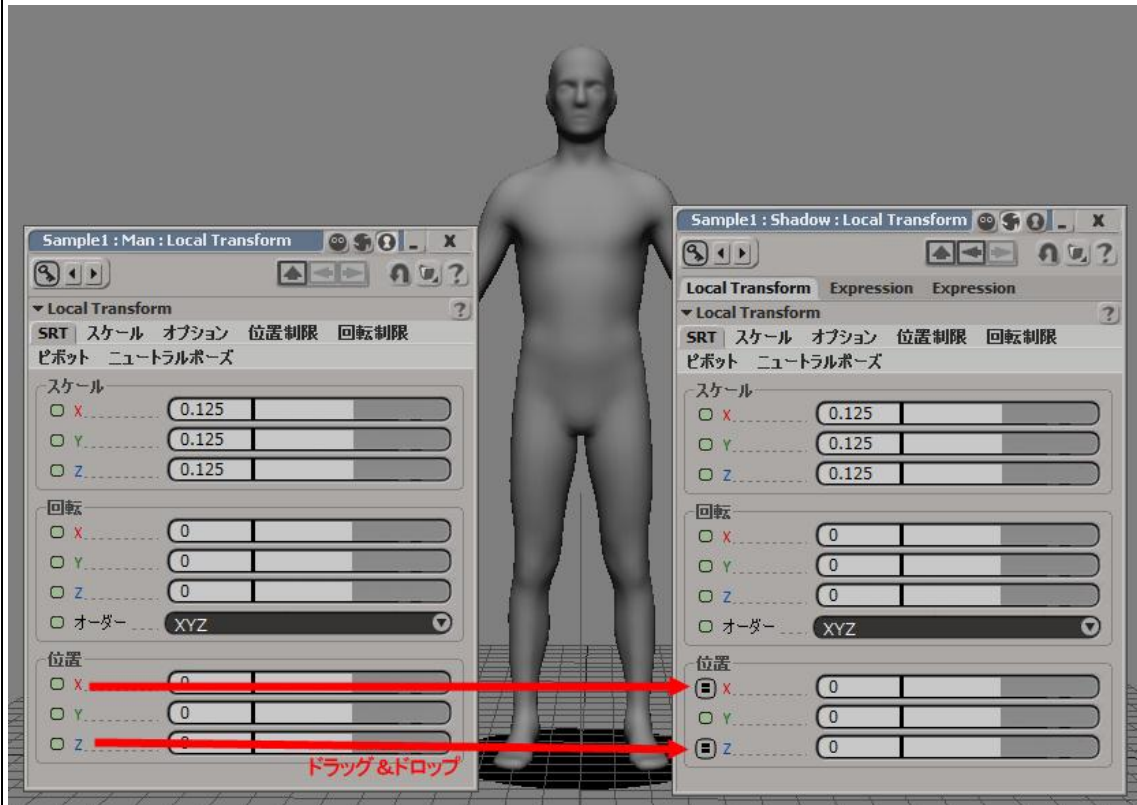 Sample1 : Man : Local Transform
Local Transform
SRT スケール オプション 位置制限 回転制限
ピボット ニュートラルポーズ
スケール
X 0.125
Y 0.125
Z 0.125
回転
X 0
Y 0
Z 0
オーダー XYZ
位置
X 0
Y 0
Z 0
ドラッグ&ドロップ
Sample1 : Shadow : Local Transform
Local Transform Expression Expression
Local Transform
SRT スケール オプション 位置制限 回転制限
ピボット ニュートラルポーズ
スケール
X 0.125
Y 0.125
Z 0.125
回転
X 0
Y 0
Z 0
オーダー XYZ
位置
X 0
Y 0
Z 0